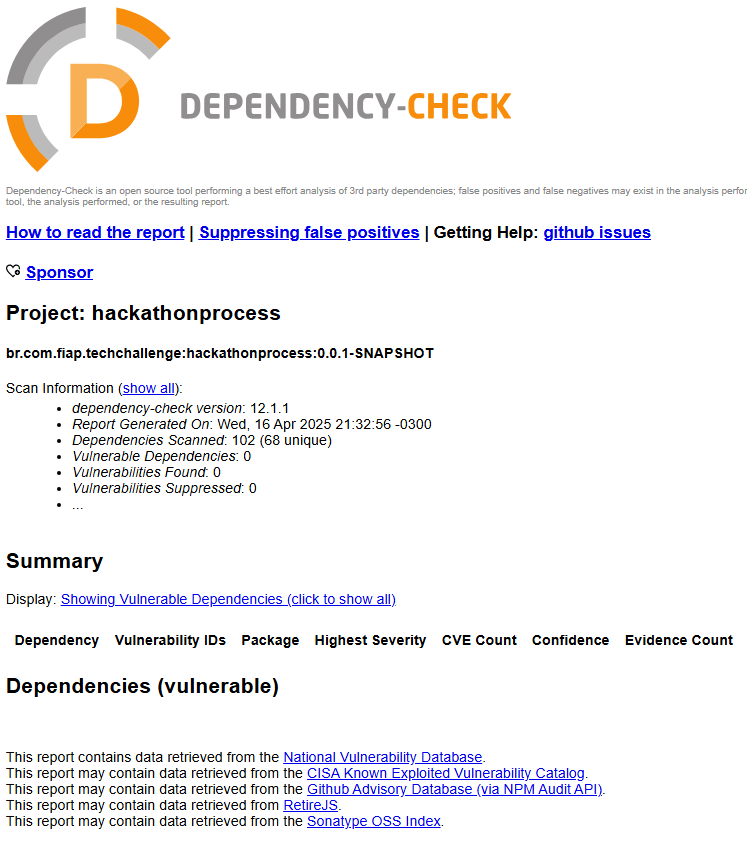 D
DEPENDENCY-CHECK
Dependency-Check is an open source tool performing a best effort analysis of 3rd party dependencies; false positives and false negatives may exist in the analysis perfor
tool, the analysis performed, or the resulting report.
How to read the report | Suppressing false positives | Getting Help: github issues
Sponsor
Project: hackathonprocess
br.com.fiap.techchallenge:hackathonprocess:0.0.1-SNAPSHOT
Scan Information (show all):
• dependency-check version: 12.1.1
• Report Generated On: Wed, 16 Apr 2025 21:32:56 -0300
• Dependencies Scanned: 102 (68 unique)
• Vulnerable Dependencies: 0
• Vulnerabilities Found: 0
• Vulnerabilities Suppressed: 0
• ...
Summary
Display: Showing Vulnerable Dependencies (click to show all)
Dependency Vulnerability IDs Package Highest Severity CVE Count Confidence Evidence Count
Dependencies (vulnerable)
This report contains data retrieved from the National Vulnerability Database.
This report may contain data retrieved from the CISA Known Exploited Vulnerability Catalog.
This report may contain data retrieved from the Github Advisory Database (via NPM Audit API).
This report may contain data retrieved from RetireJS.
This report may contain data retrieved from the Sonatype OSS Index.